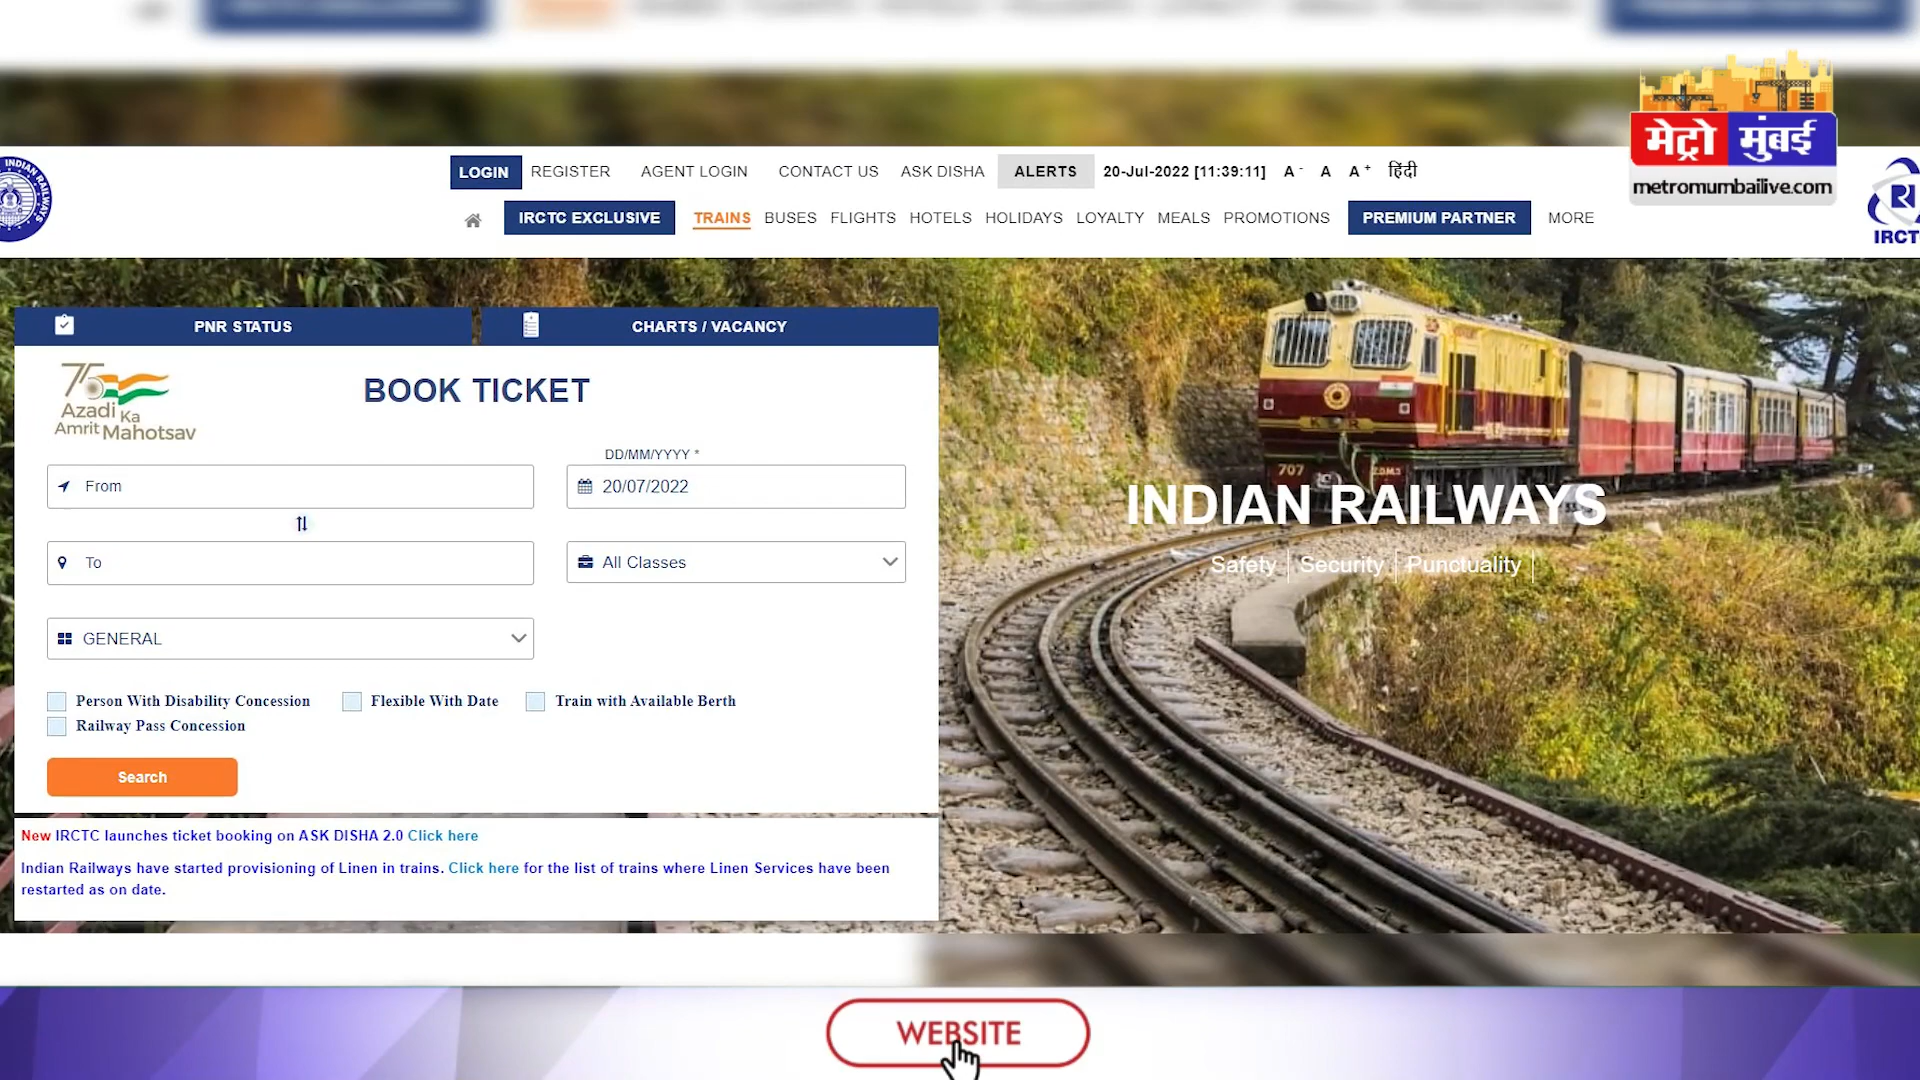 मेट्रो मुंबई
metromumbailive.com
INDIAN RAILWAYS
LOGIN REGISTER AGENT LOGIN CONTACT US ASK DISHA ALERTS 20-Jul-2022 [11:39:11] A- A A+ हिंदी
IRCTC EXCLUSIVE TRAINS BUSES FLIGHTS HOTELS HOLIDAYS LOYALTY MEALS PROMOTIONS PREMIUM PARTNER MORE
IRCT
PNR STATUS CHARTS / VACANCY
75
Azadi Ka
Amrit Mahotsav
BOOK TICKET
DD/MM/YYYY *
From 20/07/2022
To All Classes
GENERAL
Person With Disability Concession Flexible With Date Train with Available Berth
Railway Pass Concession
Search
New IRCTC launches ticket booking on ASK DISHA 2.0 Click here
Indian Railways have started provisioning of Linen in trains. Click here for the list of trains where Linen Services have been
restarted as on date.
707
INDIAN RAILWAYS
Safety | Security | Punctuality |
WEBSITE